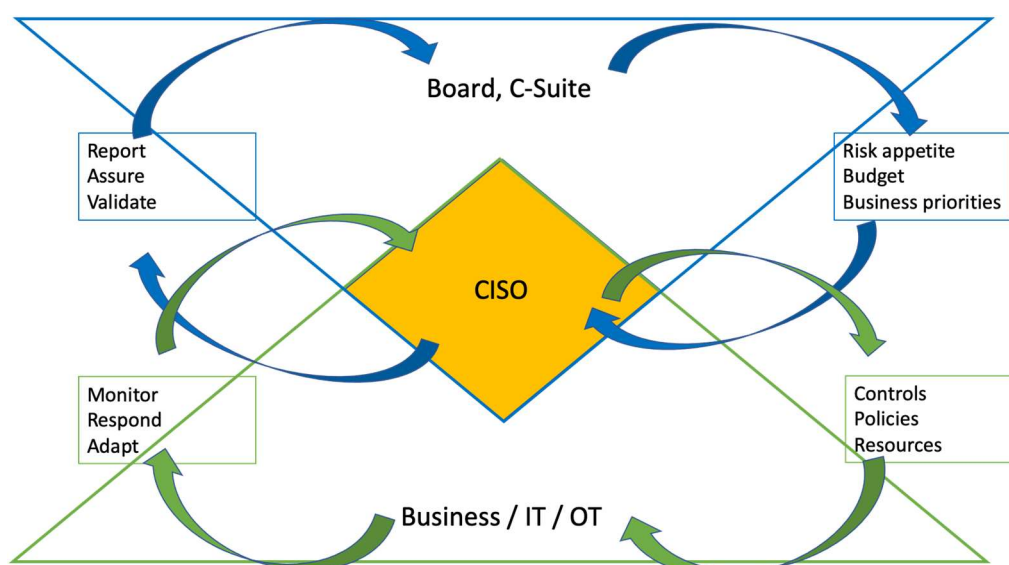 Board, C-Suite
Report
Assure
Validate
Risk appetite
Budget
Business priorities
CISO
Monitor
Respond
Adapt
Controls
Policies
Resources
Business / IT / OT